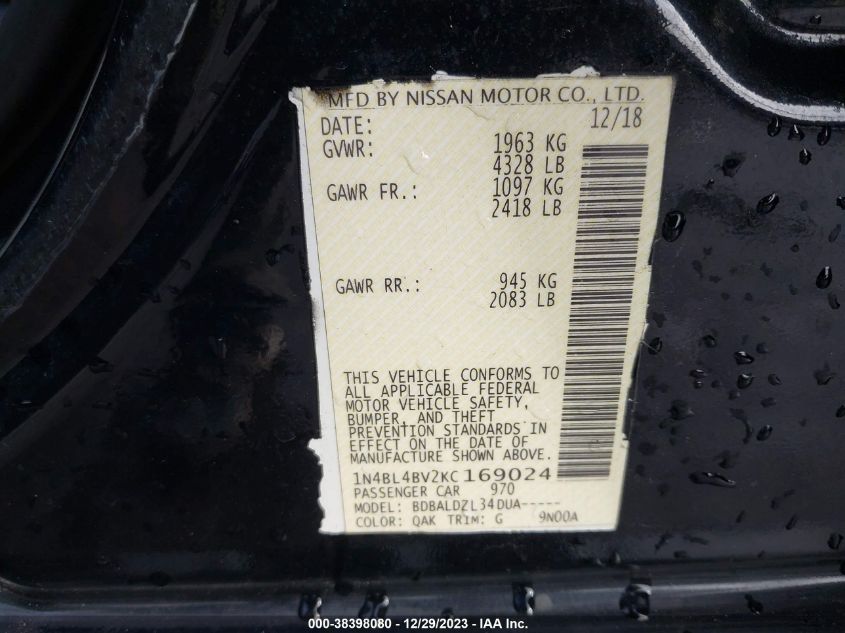 MFD BY NISSAN MOTOR CO., LTD.
DATE: 12/18
GVWR: 1963 KG
4328 LB
GAWR FR.: 1097 KG
2418 LB
GAWR RR.: 945 KG
2083 LB
THIS VEHICLE CONFORMS TO
ALL APPLICABLE FEDERAL
MOTOR VEHICLE SAFETY,
BUMPER, AND THEFT
PREVENTION STANDARDS IN
EFFECT ON THE DATE OF
MANUFACTURE SHOWN ABOVE.
1N4BL4BV2KC169024
PASSENGER CAR 970
MODEL: BDBALDZL34DUA-----
COLOR: QAK TRIM: G 9N00A
000-38398080 - 12/29/2023 - IAA Inc.